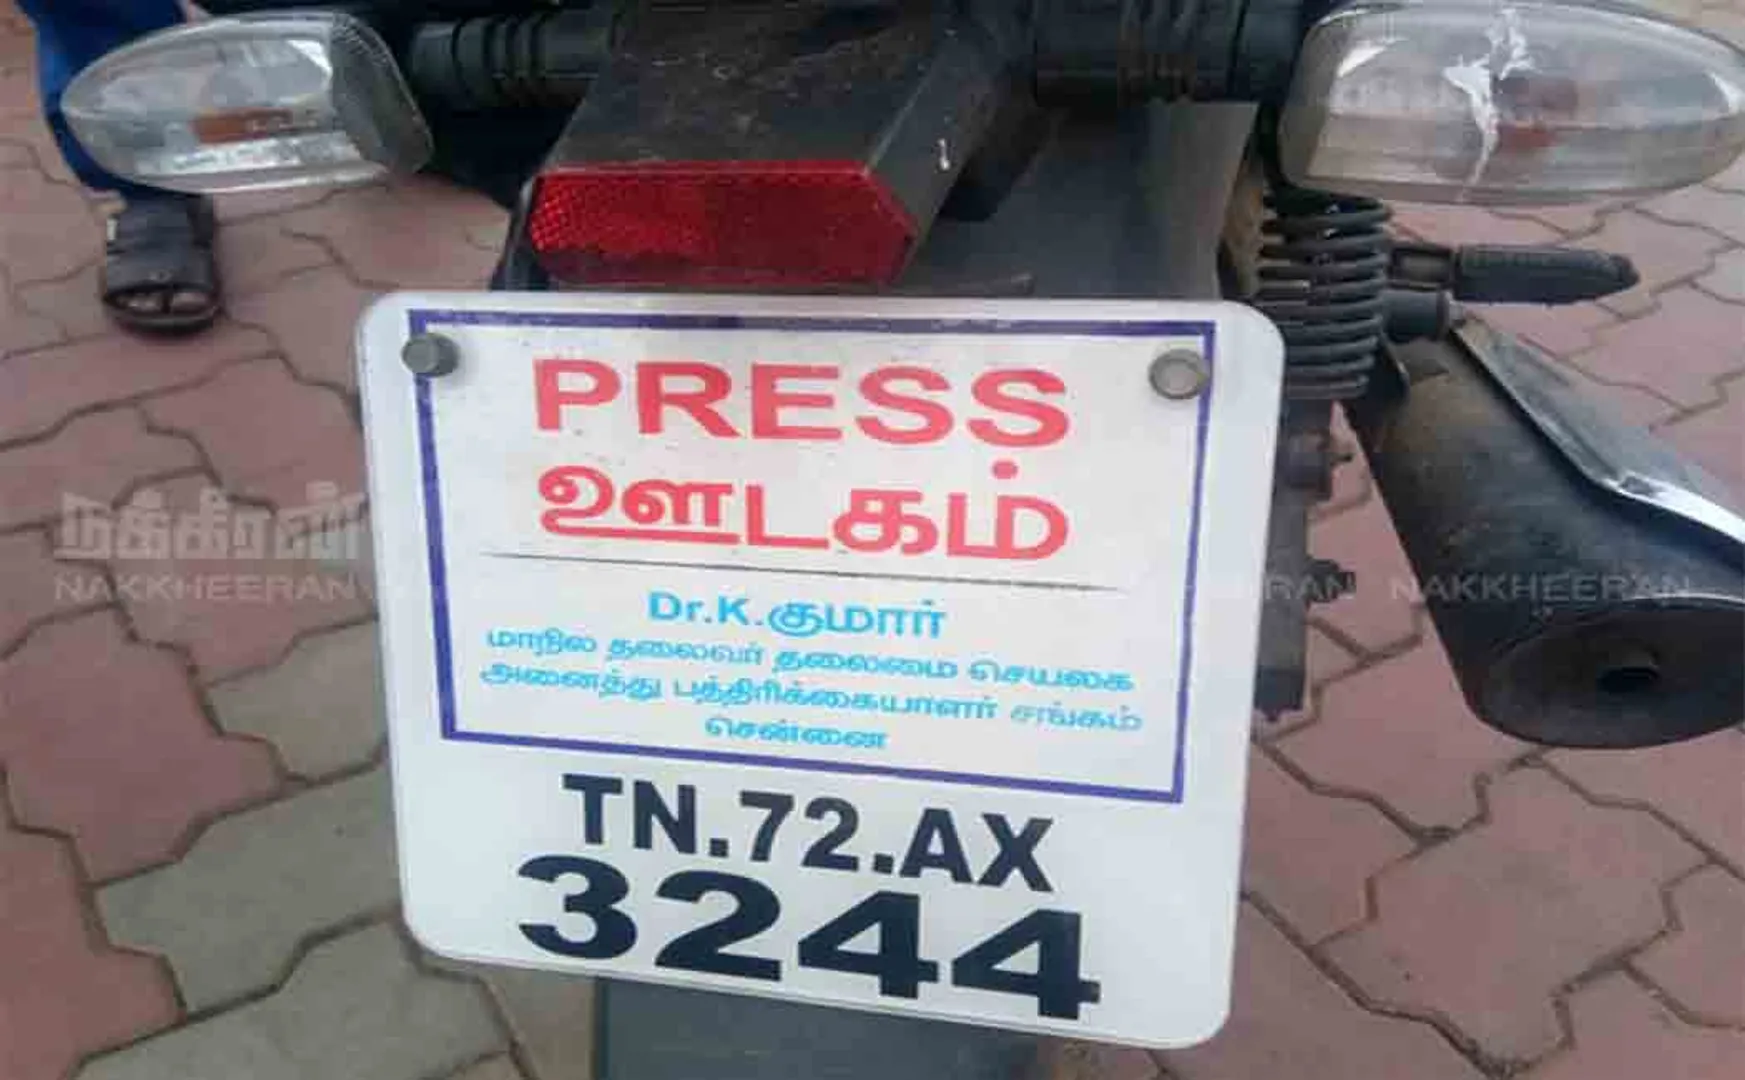 PRESS
ஊடகம்
Dr.K.குமார்
மாநில தலைவர் தலைமை செயலக
அனைத்து பத்திரிக்கையாளர் சங்கம்
சென்னை
TN.72.AX
3244
நக்கீரன்
NAKKHEERAN
NAKKHEERAN